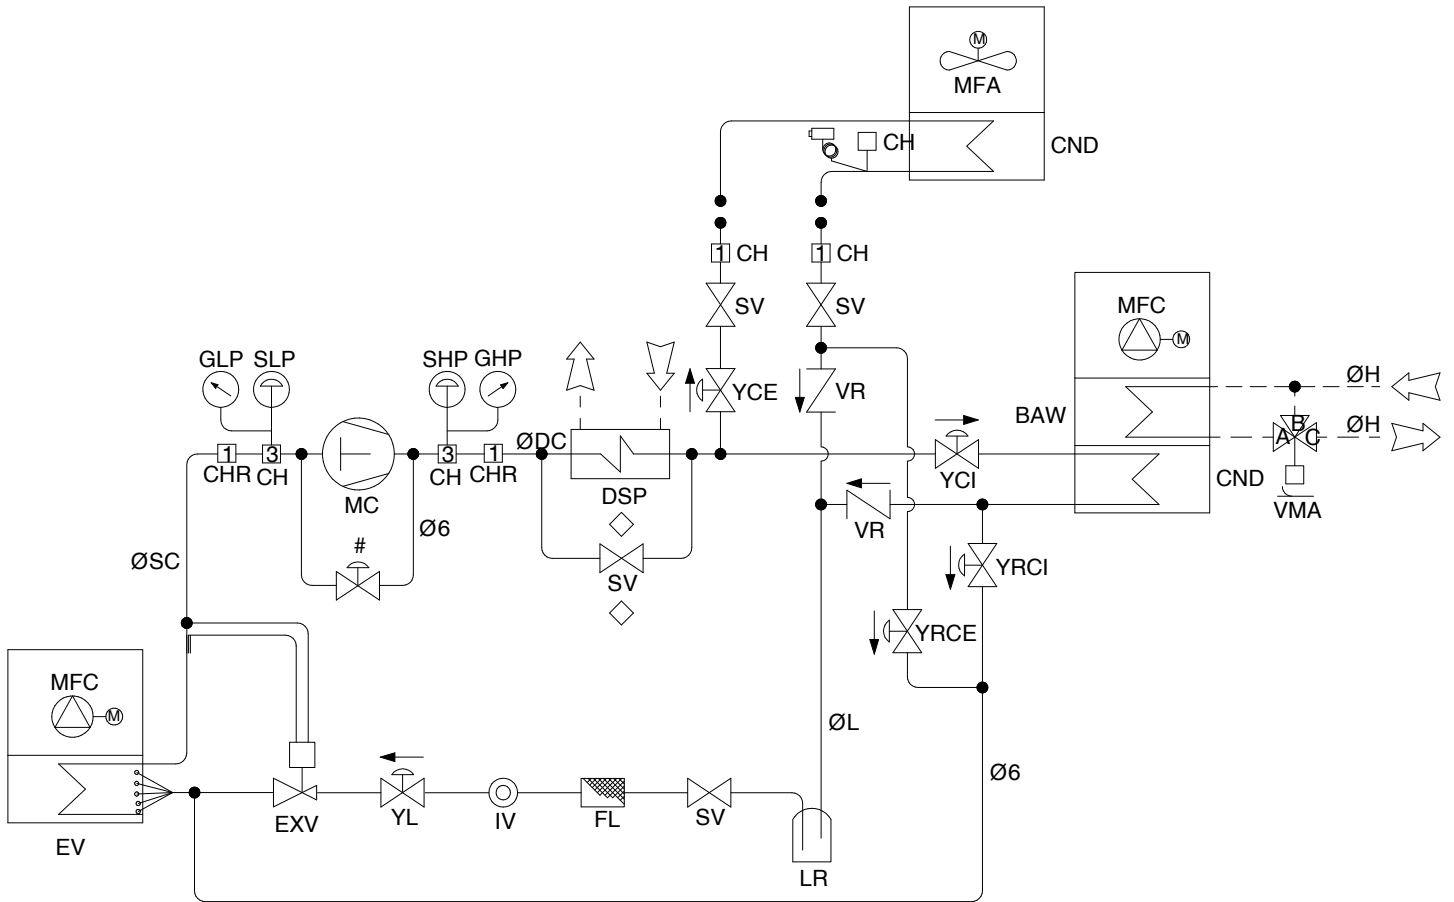 M
MFA
CH
CND
1 CH
1 CH
SV
SV
MFC
M
GLP
SLP
SHP
GHP
YCE
VR
ØH
BAW
B
ØH
A
C
ØDC
1
3
3
1
CHR
CH
CH
CHR
MC
DSP
YCI
CND
VMA
VR
Ø6
#
ØSC
SV
YRCI
YRCE
MFC
M
ØL
Ø6
EXV
YL
IV
FL
SV
EV
LR